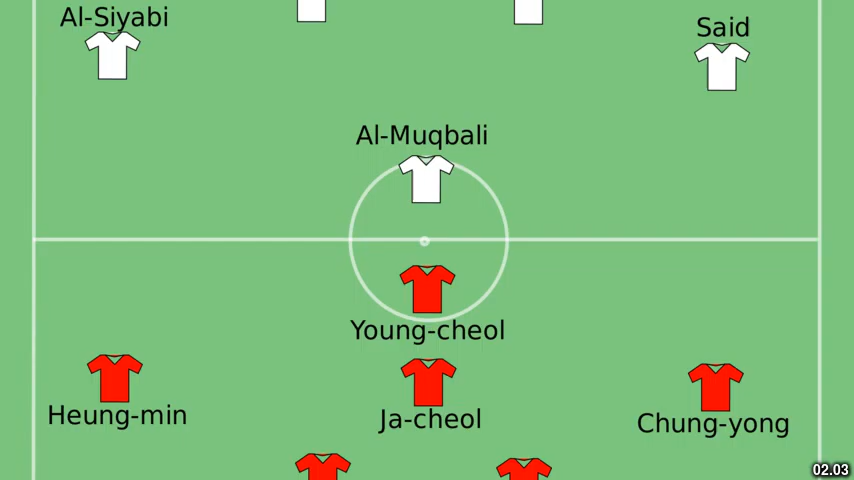 Al-Siyabi
Said
Al-Muqbali
Young-cheol
Heung-min
Ja-cheol
Chung-yong
02.03